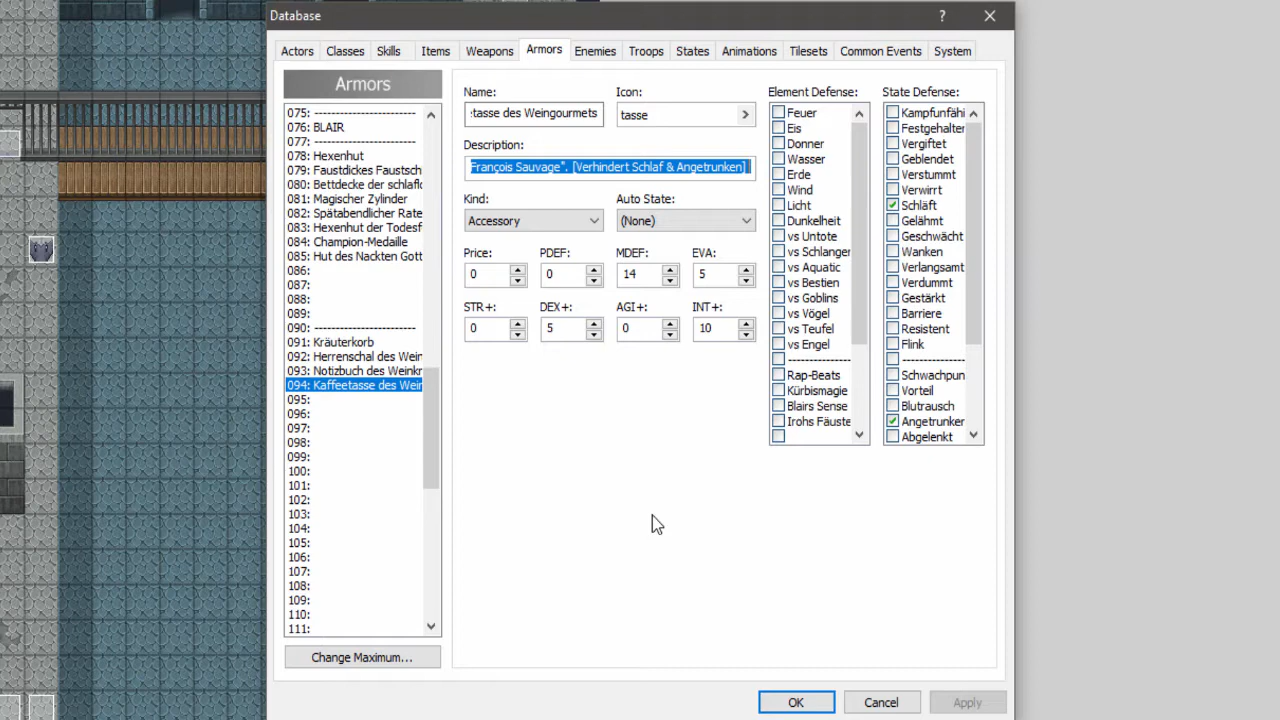 Database
?
Actors Classes Skills Items Weapons Armors Enemies Troops States Animations Tilesets Common Events System
Armors
075: ------------------------
076: BLAIR
077: ------------------------
078: Hexenhut
079: Faustdickes Faustsch
080: Bettdecke der schlaflo
081: Magischer Zylinder
082: Spätabendlicher Rate
083: Hexenhut der Todesf
084: Champion-Medaille
085: Hut des Nackten Gott
086:
087:
088:
089:
090: ------------------------
091: Kräuterkorb
092: Herrenschal des Wein
093: Notizbuch des Weinkr
094: Kaffeetasse des Wein
095:
096:
097:
098:
099:
100:
101:
102:
103:
104:
105:
106:
107:
108:
109:
110:
111:
Change Maximum...
Name:
tasse des Weingourmets
Icon:
tasse
Description:
François Sauvage". [Verhindert Schlaf & Angetrunken]
Kind:
Accessory
Auto State:
(None)
Price:
0
PDEF:
0
MDEF:
14
EVA:
5
STR+:
0
DEX+:
5
AGI+:
0
INT+:
10
Element Defense:
Feuer
Eis
Donner
Wasser
Erde
Wind
Licht
Dunkelheit
vs Untote
vs Schlangen
vs Aquatic
vs Bestien
vs Goblins
vs Vögel
vs Teufel
vs Engel
------------------
Rap-Beats
Kürbismagie
Blairs Sense
Irohs Fäuste
State Defense:
Kampfunfähi
Festgehalten
Vergiftet
Geblendet
Verstummt
Verwirrt
Schläft
Gelähmt
Geschwächt
Wanken
Verlangsamt
Verdummt
Gestärkt
Barriere
Resistent
Flink
------------------
Schwachpun
Vorteil
Blutrausch
Angetrunken
Abgelenkt
OK
Cancel
Apply